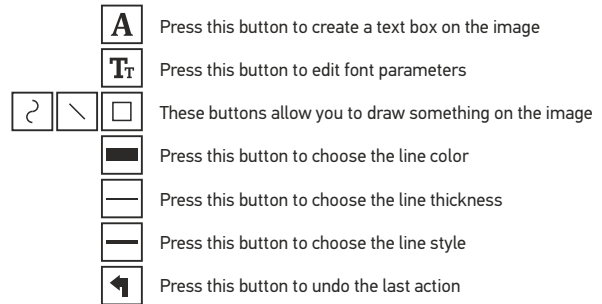 A Press this button to create a text box on the image
TT Press this button to edit font parameters
These buttons allow you to draw something on the image
Press this button to choose the line color
Press this button to choose the line thickness
Press this button to choose the line style
Press this button to undo the last action